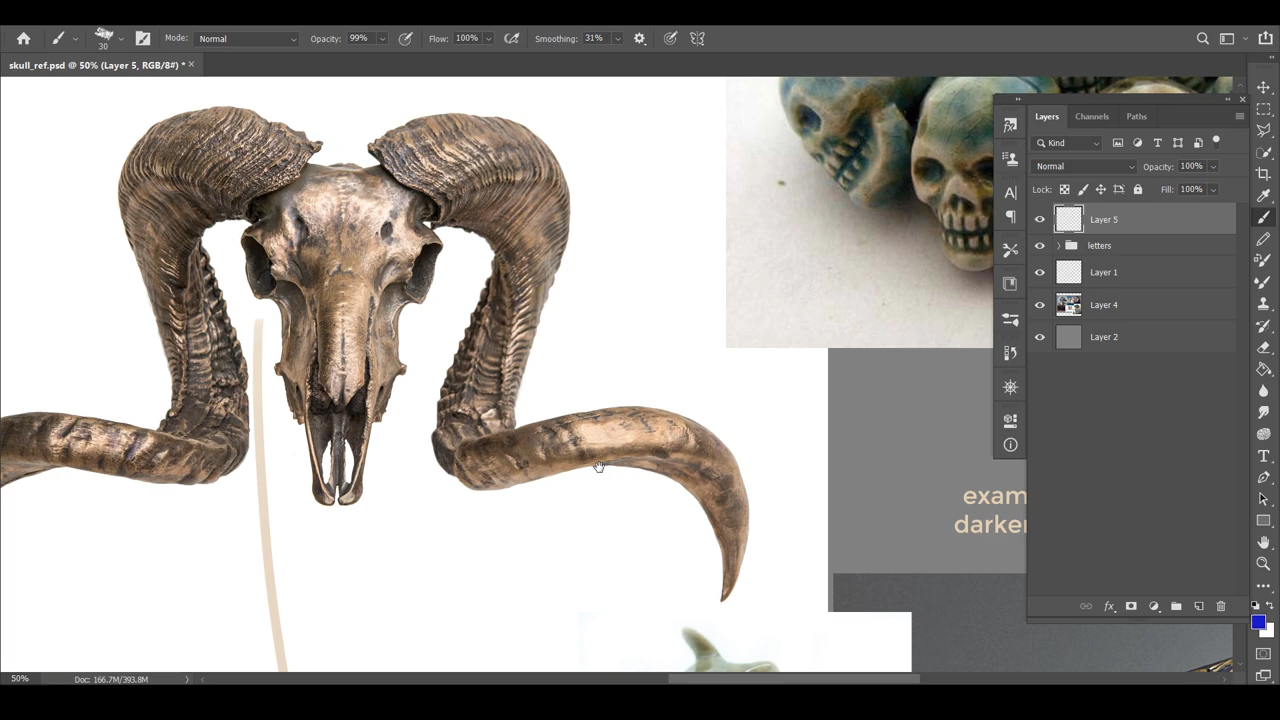 30
Mode: Normal
Opacity: 99%
Flow: 100%
Smoothing: 31%
skull_ref.psd @ 50% (Layer 5, RGB/8#) *
Layers
Channels
Paths
Kind
Normal
Opacity: 100%
Lock:
Fill: 100%
Layer 5
letters
Layer 1
Layer 4
Layer 2
exam
darker
50%
Doc: 166.7M/393.8M